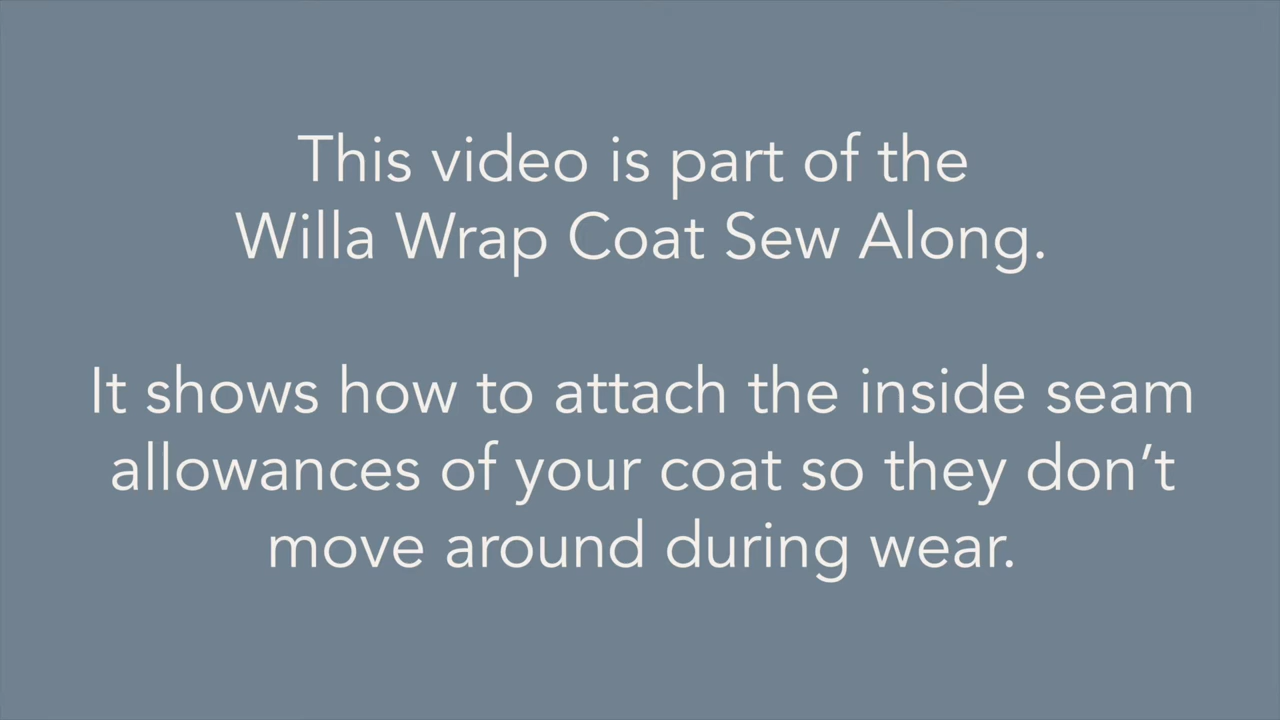 This video is part of the
Willa Wrap Coat Sew Along.
It shows how to attach the inside seam
allowances of your coat so they don’t
move around during wear.